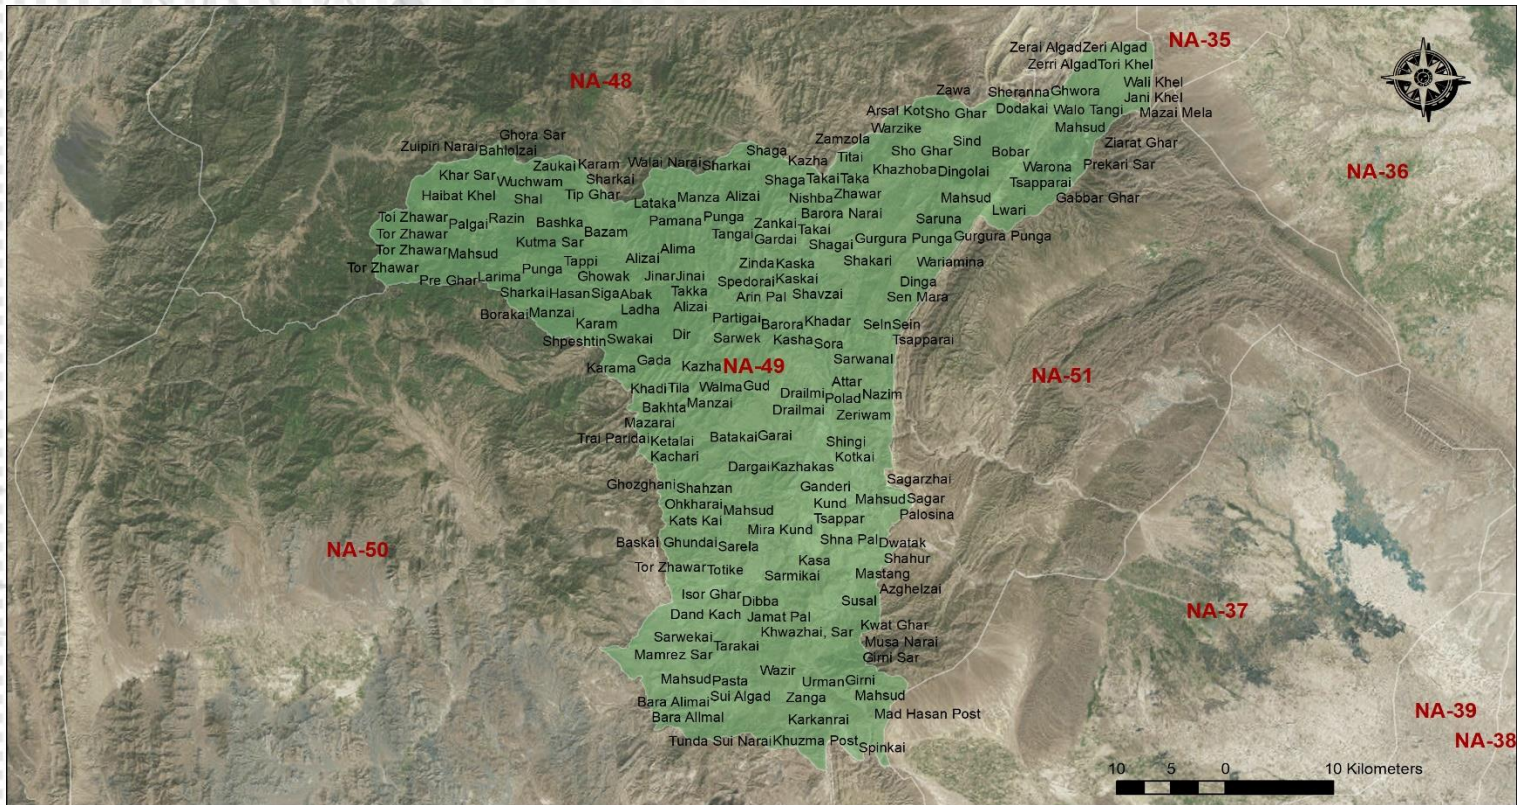 NA-35
Zerai Algad Zeri Algad
Zerri Algad Tori Khel
NA-48
Wali Khel
Zawa
Sheranna Ghwora
Jani Khel
Arsal Kot Sho Ghar
Dodakai Walo Tangi
Mazai Mela
Warzike
Mahsud
Ghora Sar
Zamzola
Sind
Ziarat Ghar
Zuipiri Narai Bahlolzai
Shaga
Sho Ghar
Bobar
Zaukai Karam Walai Narai Sharkai
Kazha Titai
Warona Prekari Sar
NA-36
Khar Sar Wuchwam Sharkai
Shaga Takai Taka
Khazhoba Dingolai
Tsapparai
Haibat Khel Shal Tip Ghar
Lataka Manza Alizai
Nishba Zhawar
Mahsud
Gabbar Ghar
Toi Zhawar Palgai Razin Bashka
Pamana Punga Zankai
Barora Narai
Saruna
Lwari
Tor Zhawar
Bazam
Tangai Gardai
Takai
Gurgura Punga Gurgura Punga
Tor Zhawar Mahsud
Kutma Sar
Alima
Shagai
Tor Zhawar
Punga Tappi Alizai
Zinda Kaska
Shakari Wariamina
Pre Ghar Larima
Ghowak Jinar Jinai
Spedorai Kaskai
Dinga
Sharkai Hasan Siga Abak Takka
Arin Pal Shavzai
Sen Mara
Borakai Manzai
Ladha Alizai
Partigai Barora Khadar
Karam
Seln Sein
Shpeshtin Swakai Dir Sarwek Kasha Sora
Tsapparai
Karama Gada Kazha NA-49
Sarwanai
NA-51
Khadi Tila Walma Gud
Drailmi
Attar
Polad Nazim
Bakhta Manzai
Drailmai
Zeriwam
Mazarai
Trai Paridai Ketalai Batakai Garai
Shingi
Kachari
Kotkai
Dargai Kazhakas
Sagarzhai
Ghozghani Shahzan
Ganderi
Ohkharai Mahsud
Kund Mahsud Sagar
Kats Kai
Tsappar
Palosina
Mira Kund
NA-50
Baskai Ghundai Sarela
Shna Pal Dwatak
Tor Zhawar Totike
Kasa
Shahur
Sarmikai
Mastang
Azghelzai
Isor Ghar Dibba
Susal
NA-37
Dand Kach Jamat Pal
Sarwekai
Khwazhai, Sar
Kwat Ghar
Tarakai
Musa Narai
Mamrez Sar
Girni Sar
Wazir
Mahsud Pasta
Urman Girni
Bara Alimai Sui Algad
Zanga
Mahsud
Bara Allmal
Karkanrai
Mad Hasan Post
NA-39
Tunda Sui Narai Khuzma Post Spinkai
NA-38
10 5 0 10 Kilometers